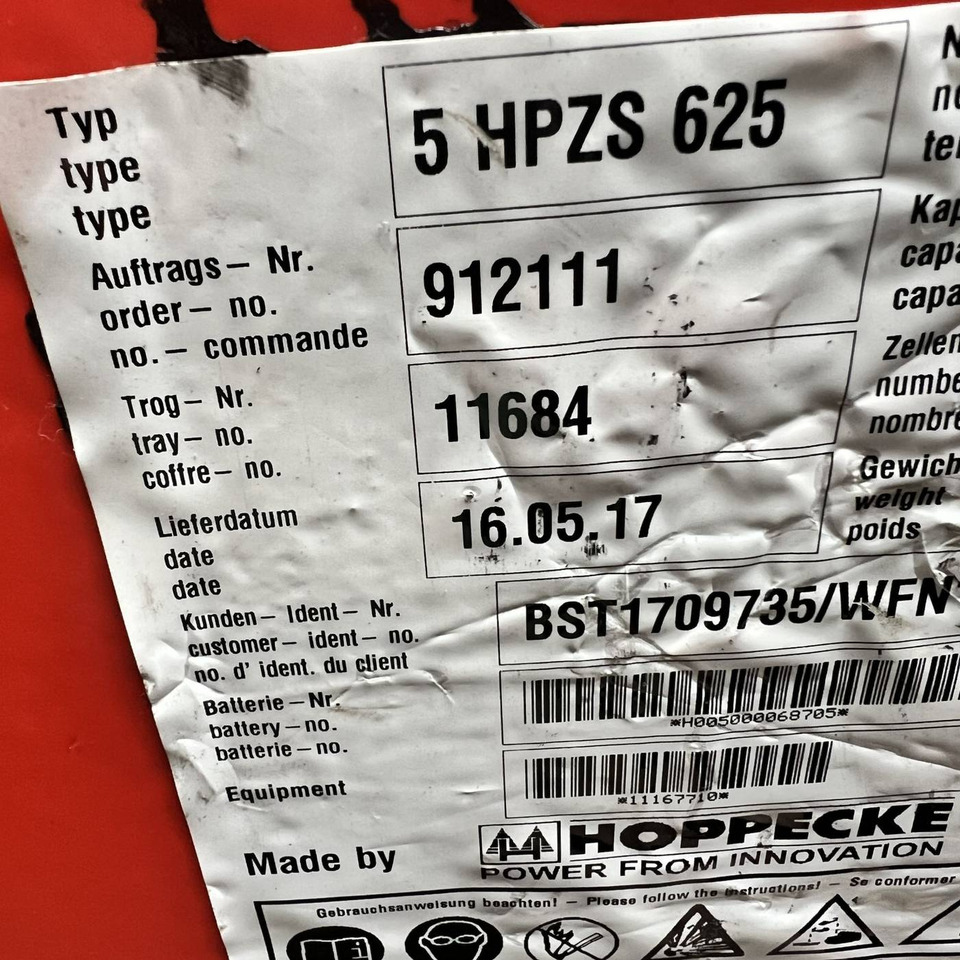 Typ
type
type
5 HPZS 625
Auftrags- Nr.
order- no.
no.- commande
912111
Trog- Nr.
tray- no.
coffre- no.
11684
Lieferdatum
date
date
16.05.17
Kunden- Ident- Nr.
customer- ident- no.
no. d' ident. du client
BST1709735/WFN
Batterie-Nr.
battery-no.
batterie-no.
*H005000068705*
Equipment
*11167710*
Made by
HOPPECKE
POWER FROM INNOVATION
Gebrauchsanweisung beachten! - Please follow the instructions! - Se conformer
N
no
te
Kap
capa
capa
Zellen
numbe
nombre
Gewich
weight
poids